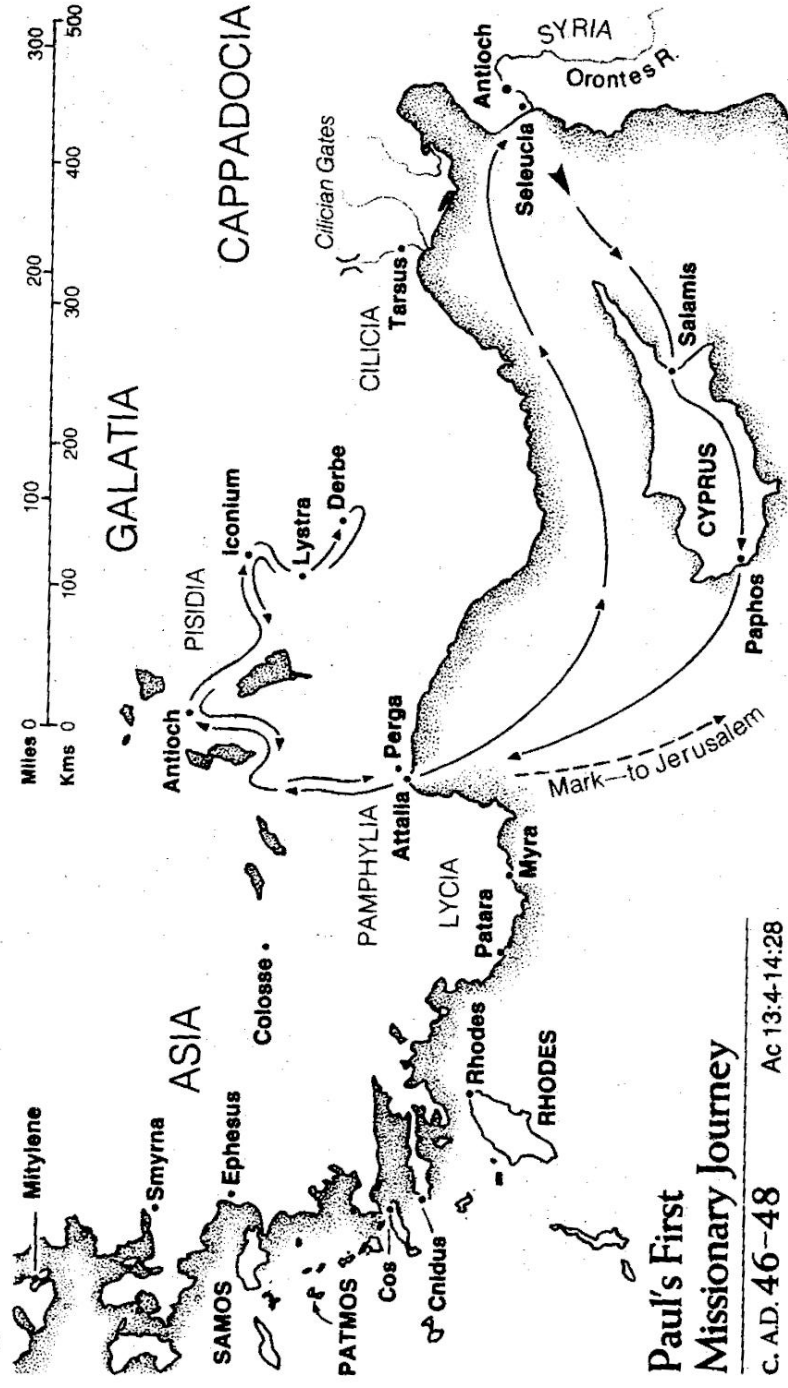 Miles 0 100 200 300
Kms 0 100 200 300 400 500
Mitylene
Smyrna
ASIA
Ephesus
SAMOS
PATMOS
Colosse
Cos
Cnidus
Rhodes
RHODES
GALATIA
CAPPADOCIA
Antioch
PISIDIA
Iconium
Lystra
Derbe
PAMPHYLIA
Perga
Attalia
LYCIA
Patara
Myra
CILICIA
Cilician Gates
Tarsus
Antioch
SYRIA
Orontes R.
Seleucia
Salamis
CYPRUS
Paphos
Mark—to Jerusalem
Paul's First
Missionary Journey
c. A.D. 46-48 Ac 13:4-14:28